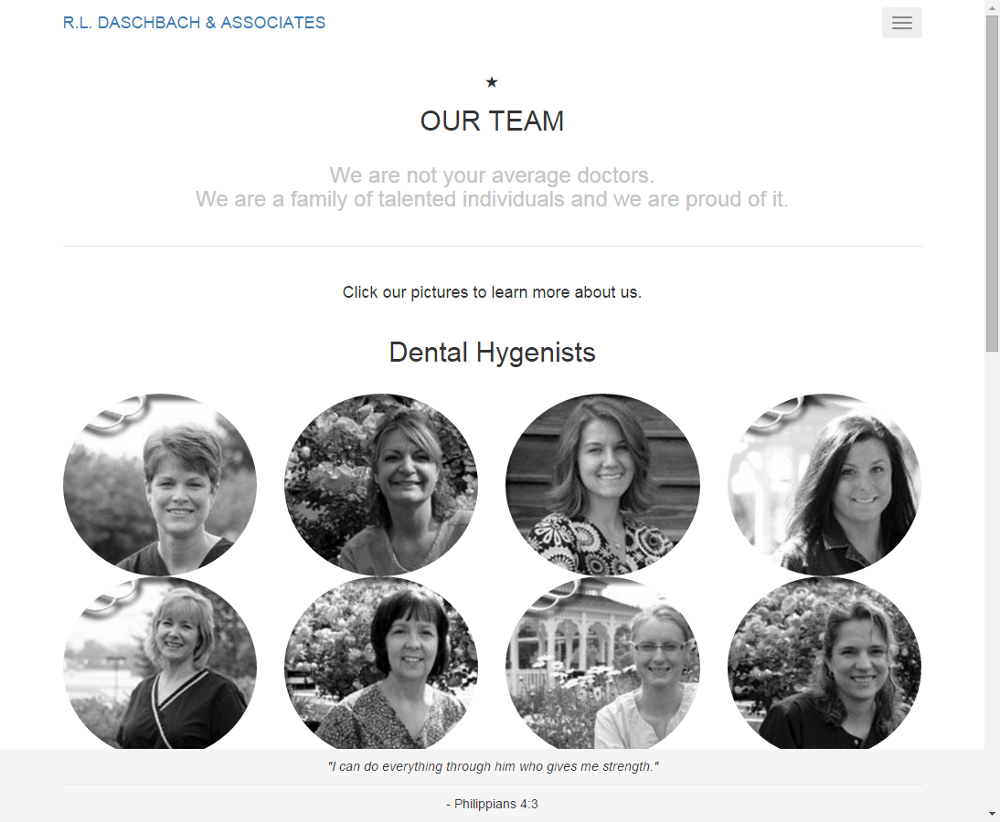 R.L. DASCHBACH & ASSOCIATES
★
OUR TEAM
We are not your average doctors.
We are a family of talented individuals and we are proud of it.
Click our pictures to learn more about us.
Dental Hygenists
"I can do everything through him who gives me strength."
- Philippians 4:3